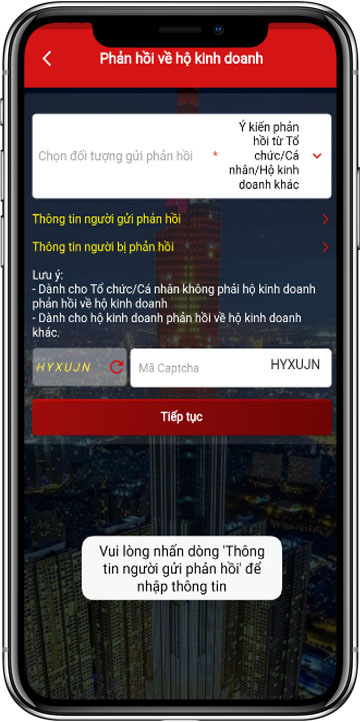 Phản hồi về hộ kinh doanh
Chọn đối tượng gửi phản hồi *
Ý kiến phản
hồi từ Tổ
chức/Cá
nhân/Hộ kinh
doanh khác
Thông tin người gửi phản hồi
Thông tin người bị phản hồi
Lưu ý:
- Dành cho Tổ chức/Cá nhân không phải hộ kinh doanh
phản hồi về hộ kinh doanh
- Dành cho hộ kinh doanh phản hồi về hộ kinh doanh
khác.
HYXUJN
Mã Captcha
HYXUJN
Tiếp tục
Vui lòng nhấn dòng 'Thông
tin người gửi phản hồi' để
nhập thông tin